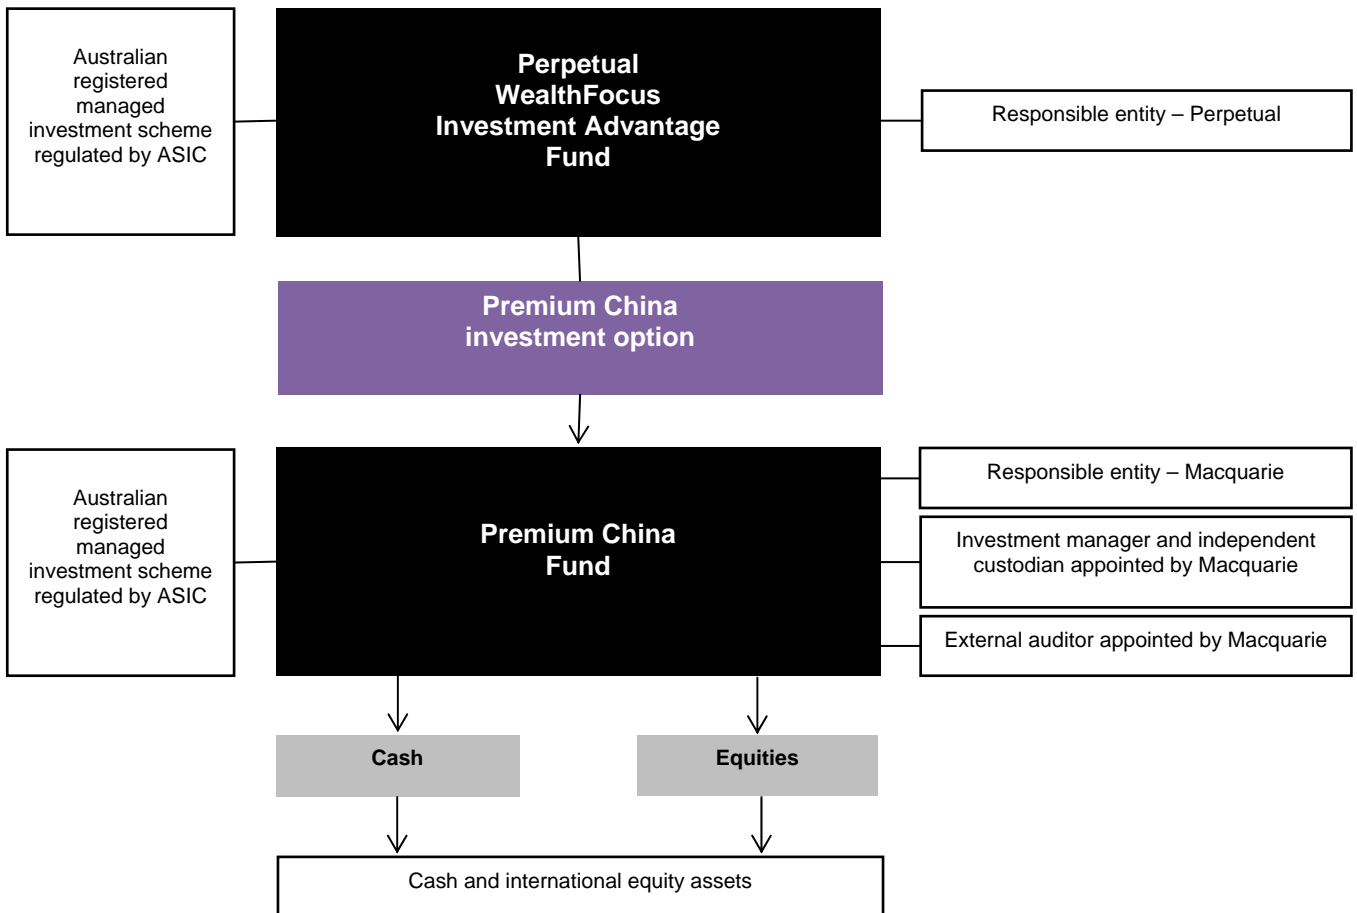 Australian
registered
managed
investment scheme
regulated by ASIC
Perpetual
WealthFocus
Investment Advantage
Fund
Responsible entity – Perpetual
Premium China
investment option
Australian
registered
managed
investment scheme
regulated by ASIC
Premium China
Fund
Responsible entity – Macquarie
Investment manager and independent
custodian appointed by Macquarie
External auditor appointed by Macquarie
Cash
Equities
Cash and international equity assets